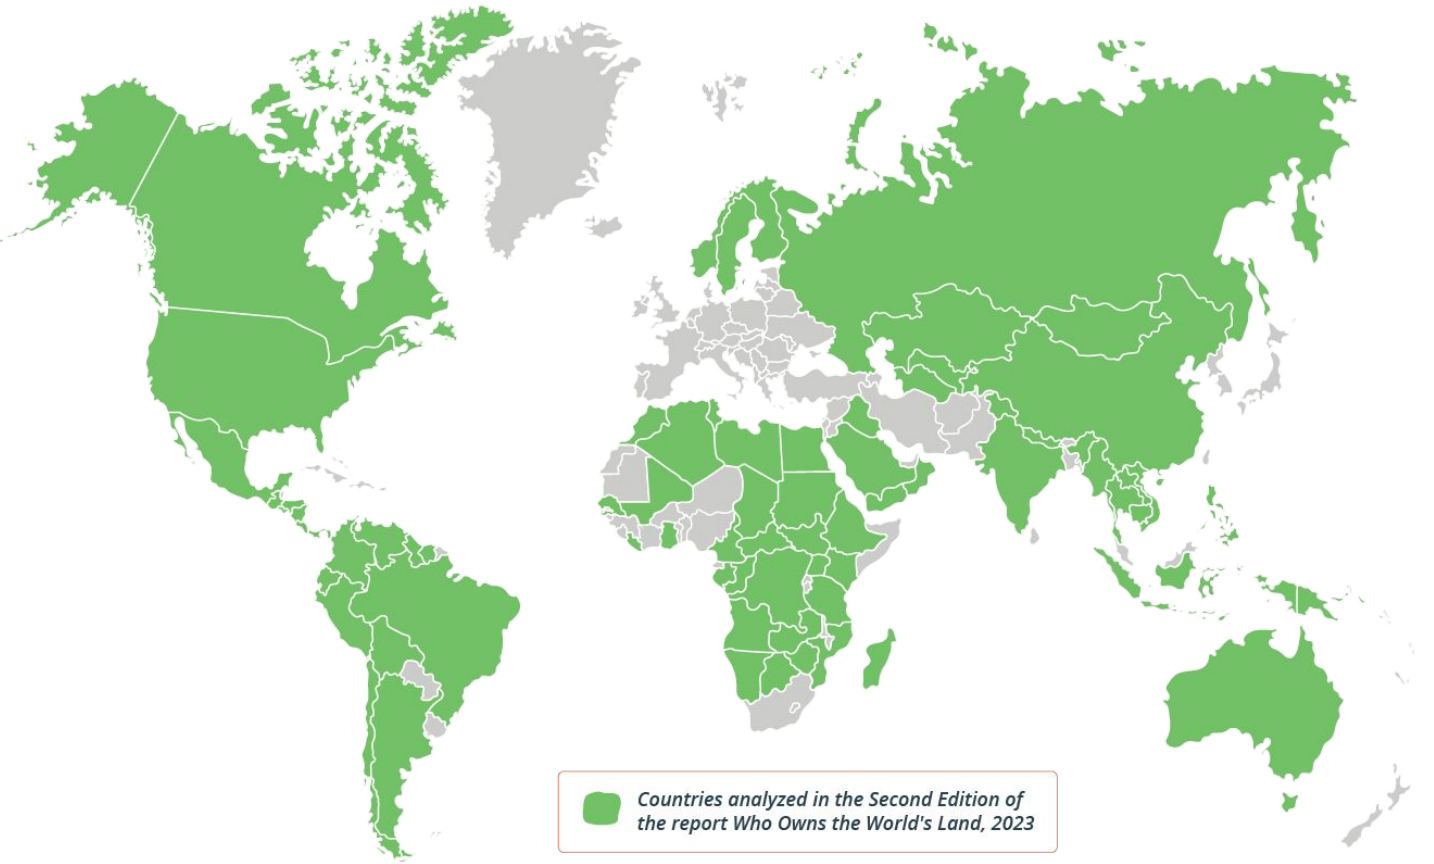 Countries analyzed in the Second Edition of
the report Who Owns the World's Land, 2023